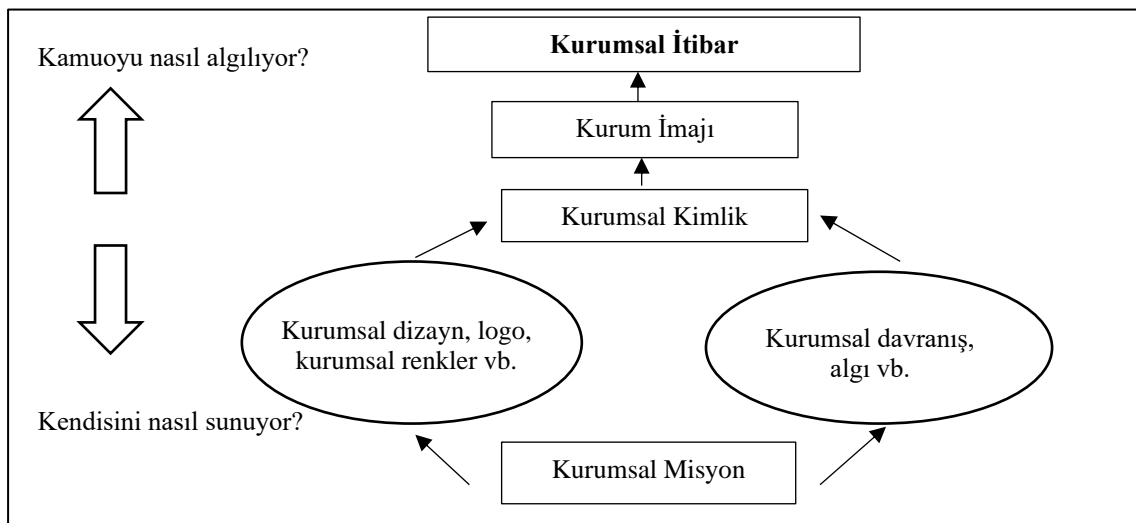 Kurumsal İtibar
Kamuoyu nasıl algılıyor?
Kurum İmajı
Kurumsal Kimlik
Kurumsal dizayn, logo,
kurumsal renkler vb.
Kurumsal davranış,
algı vb.
Kendisini nasıl sunuyor?
Kurumsal Misyon